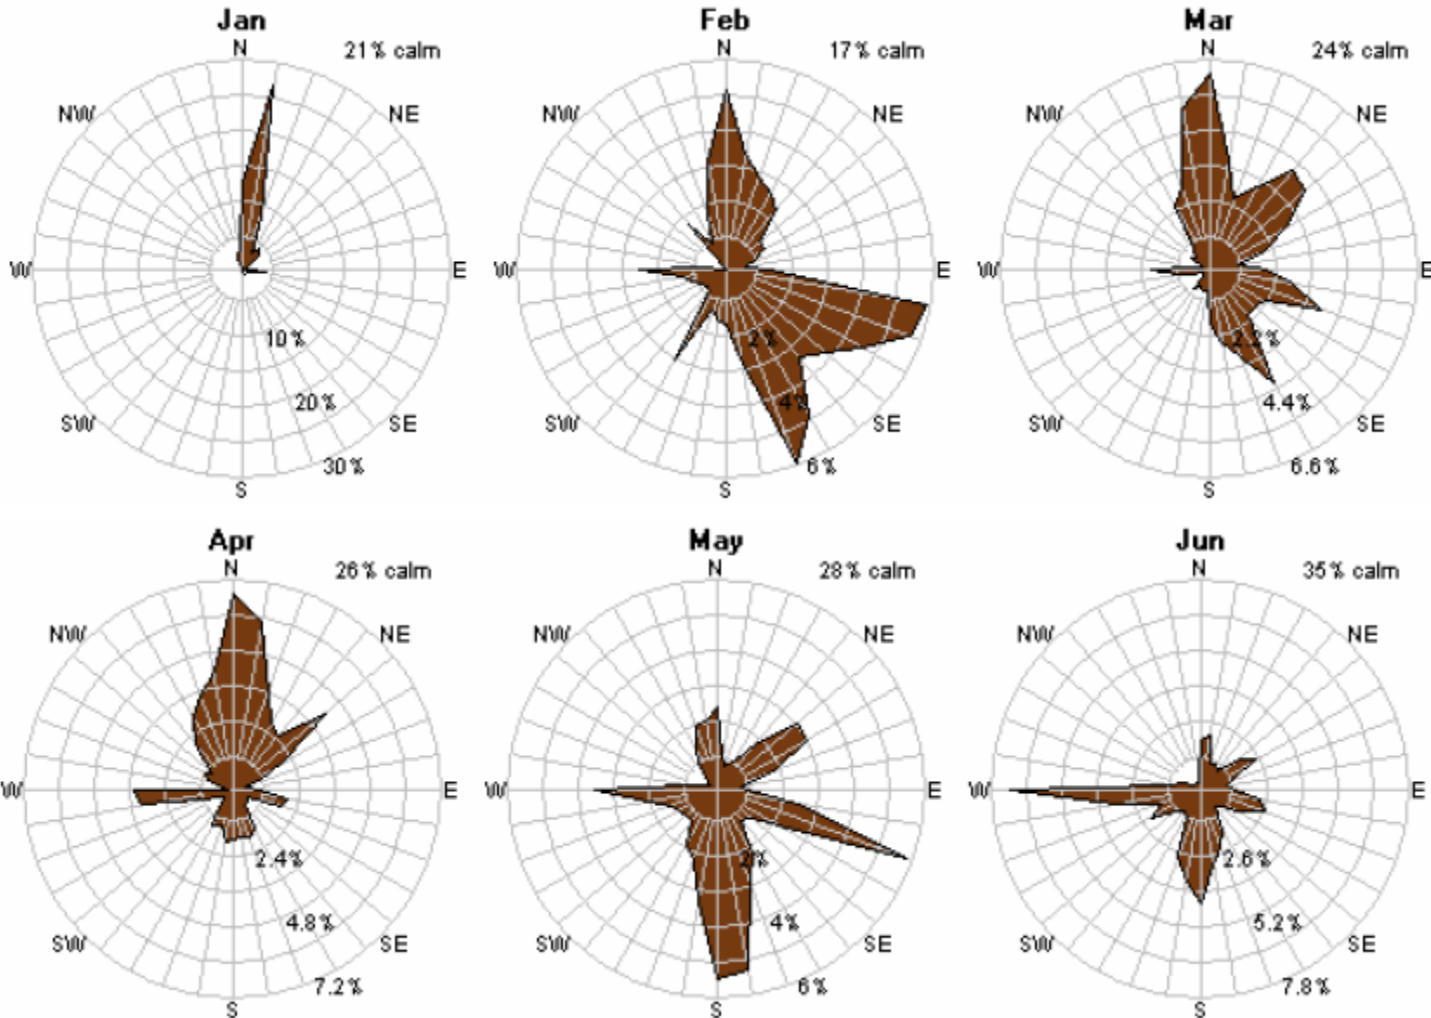 Jan
N 21% calm
NW NE
W E
10%
20%
SW SE
30%
S
Feb
N 17% calm
NW NE
W E
2%
4%
SW SE
6%
S
Mar
N 24% calm
NW NE
W E
2.2%
4.4%
SW SE
6.6%
S
Apr
N 26% calm
NW NE
W E
2.4%
4.8%
SW SE
7.2%
S
May
N 28% calm
NW NE
W E
2%
4%
SW SE
6%
S
Jun
N 35% calm
NW NE
W E
2.6%
5.2%
SW SE
7.8%
S